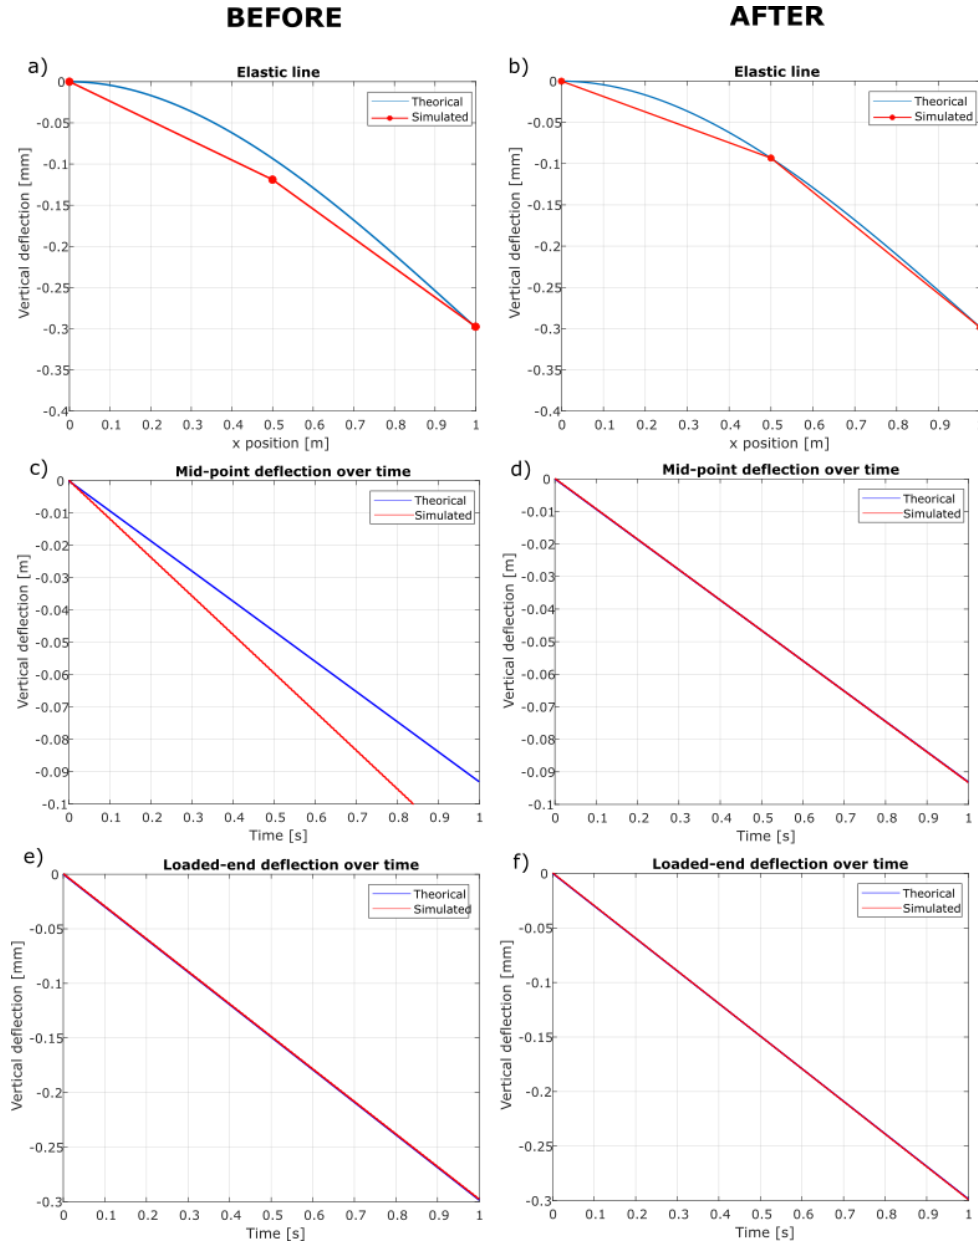 BEFORE
AFTER
a)
Elastic line
Theorical
Simulated
0
-0.05
-0.1
-0.15
-0.2
-0.25
-0.3
-0.35
-0.4
Vertical deflection [mm]
0 0.1 0.2 0.3 0.4 0.5 0.6 0.7 0.8 0.9 1
x position [m]
b)
Elastic line
Theorical
Simulated
0
-0.05
-0.1
-0.15
-0.2
-0.25
-0.3
-0.35
-0.4
Vertical deflection [mm]
0 0.1 0.2 0.3 0.4 0.5 0.6 0.7 0.8 0.9
x position [m]
c)
Mid-point deflection over time
Theorical
Simulated
0
-0.01
-0.02
-0.03
-0.04
-0.05
-0.06
-0.07
-0.08
-0.09
-0.1
Vertical deflection [m]
0 0.1 0.2 0.3 0.4 0.5 0.6 0.7 0.8 0.9 1
Time [s]
d)
Mid-point deflection over time
Theorical
Simulated
0
-0.01
-0.02
-0.03
-0.04
-0.05
-0.06
-0.07
-0.08
-0.09
-0.1
Vertical deflection [m]
0 0.1 0.2 0.3 0.4 0.5 0.6 0.7 0.8 0.9 1
Time [s]
e)
Loaded-end deflection over time
Theorical
Simulated
0
-0.05
-0.1
-0.15
-0.2
-0.25
-0.3
Vertical deflection [mm]
0 0.1 0.2 0.3 0.4 0.5 0.6 0.7 0.8 0.9 1
Time [s]
f)
Loaded-end deflection over time
Theorical
Simulated
0
-0.05
-0.1
-0.15
-0.2
-0.25
-0.3
Vertical deflection [mm]
0 0.1 0.2 0.3 0.4 0.5 0.6 0.7 0.8 0.9 1
Time [s]